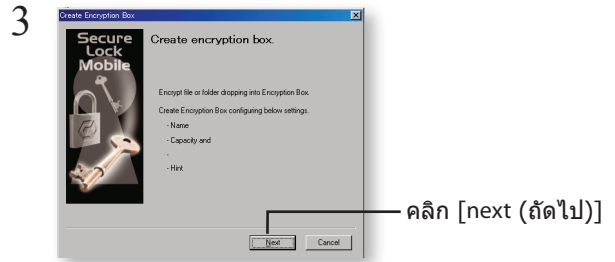 3
Create Encryption Box
Secure
Lock
Mobile
Create encryption box.
Encrypt file or folder dropping into Encryption Box.
Create Encryption Box configuring below settings.
- Name
- Capacity and
-
- Hint
Next
Cancel
คลิก [next (ถัดไป)]